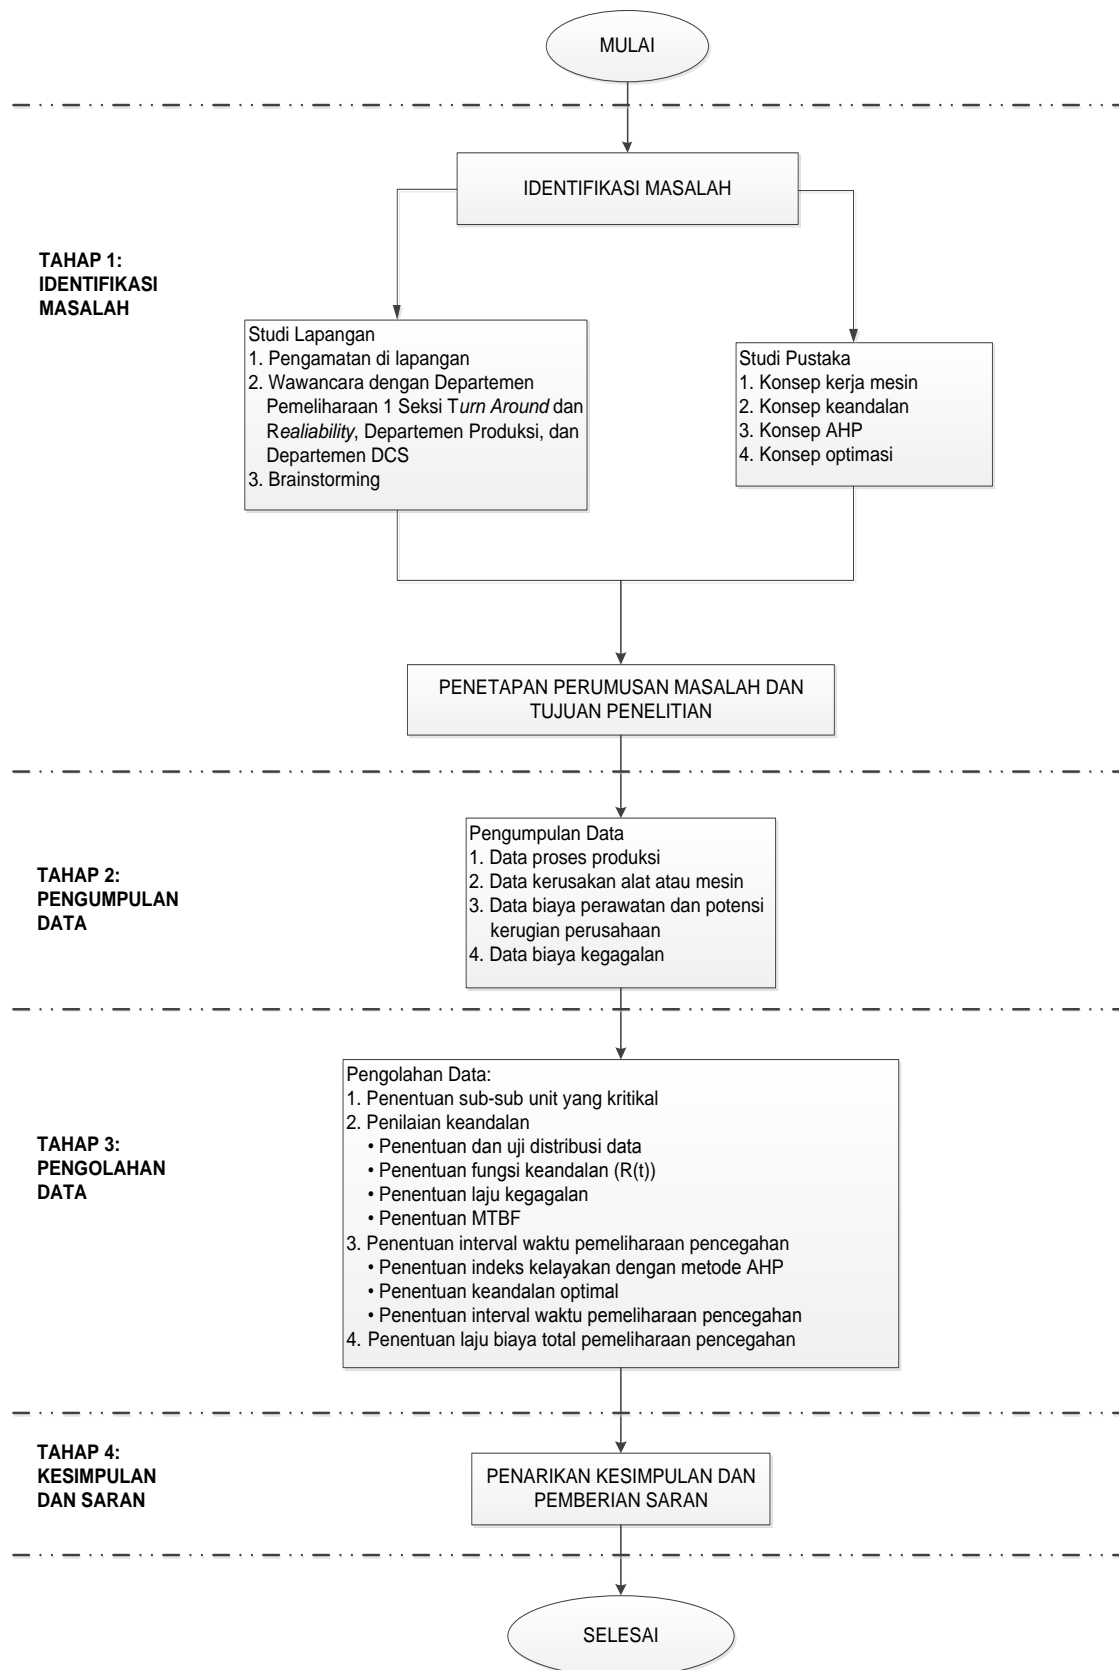 MULAI
IDENTIFIKASI MASALAH
TAHAP 1:
IDENTIFIKASI
MASALAH
Studi Lapangan
1. Pengamatan di lapangan
2. Wawancara dengan Departemen
Pemeliharaan 1 Seksi Turn Around dan
Realiability, Departemen Produksi, dan
Departemen DCS
3. Brainstorming
Studi Pustaka
1. Konsep kerja mesin
2. Konsep keandalan
3. Konsep AHP
4. Konsep optimasi
PENETAPAN PERUMUSAN MASALAH DAN
TUJUAN PENELITIAN
TAHAP 2:
PENGUMPULAN
DATA
Pengumpulan Data
1. Data proses produksi
2. Data kerusakan alat atau mesin
3. Data biaya perawatan dan potensi
kerugian perusahaan
4. Data biaya kegagalan
TAHAP 3:
PENGOLAHAN
DATA
Pengolahan Data:
1. Penentuan sub-sub unit yang kritikal
2. Penilaian keandalan
• Penentuan dan uji distribusi data
• Penentuan fungsi keandalan (R(t))
• Penentuan laju kegagalan
• Penentuan MTBF
3. Penentuan interval waktu pemeliharaan pencegahan
• Penentuan indeks kelayakan dengan metode AHP
• Penentuan keandalan optimal
• Penentuan interval waktu pemeliharaan pencegahan
4. Penentuan laju biaya total pemeliharaan pencegahan
TAHAP 4:
KESIMPULAN
DAN SARAN
PENARIKAN KESIMPULAN DAN
PEMBERIAN SARAN
SELESAI